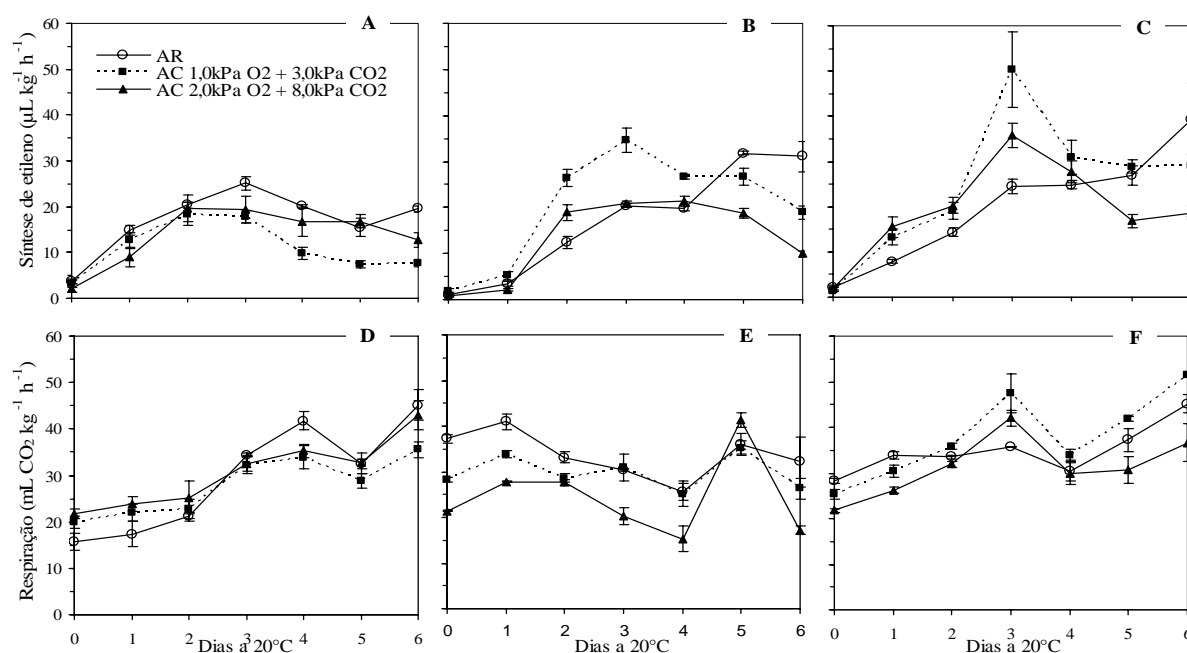 A
B
C
AR
AC 1,0kPa O2 + 3,0kPa CO2
AC 2,0kPa O2 + 8,0kPa CO2
Síntese de etileno (µL kg⁻¹ h⁻¹)
60
50
40
30
20
10
0
D
E
F
Respiração (mL CO₂ kg⁻¹ h⁻¹)
60
50
40
30
20
10
0
0 1 2 3 4 5 6
0 1 2 3 4 5 6
0 1 2 3 4 5 6
Dias a 20°C
Dias a 20°C
Dias a 20°C